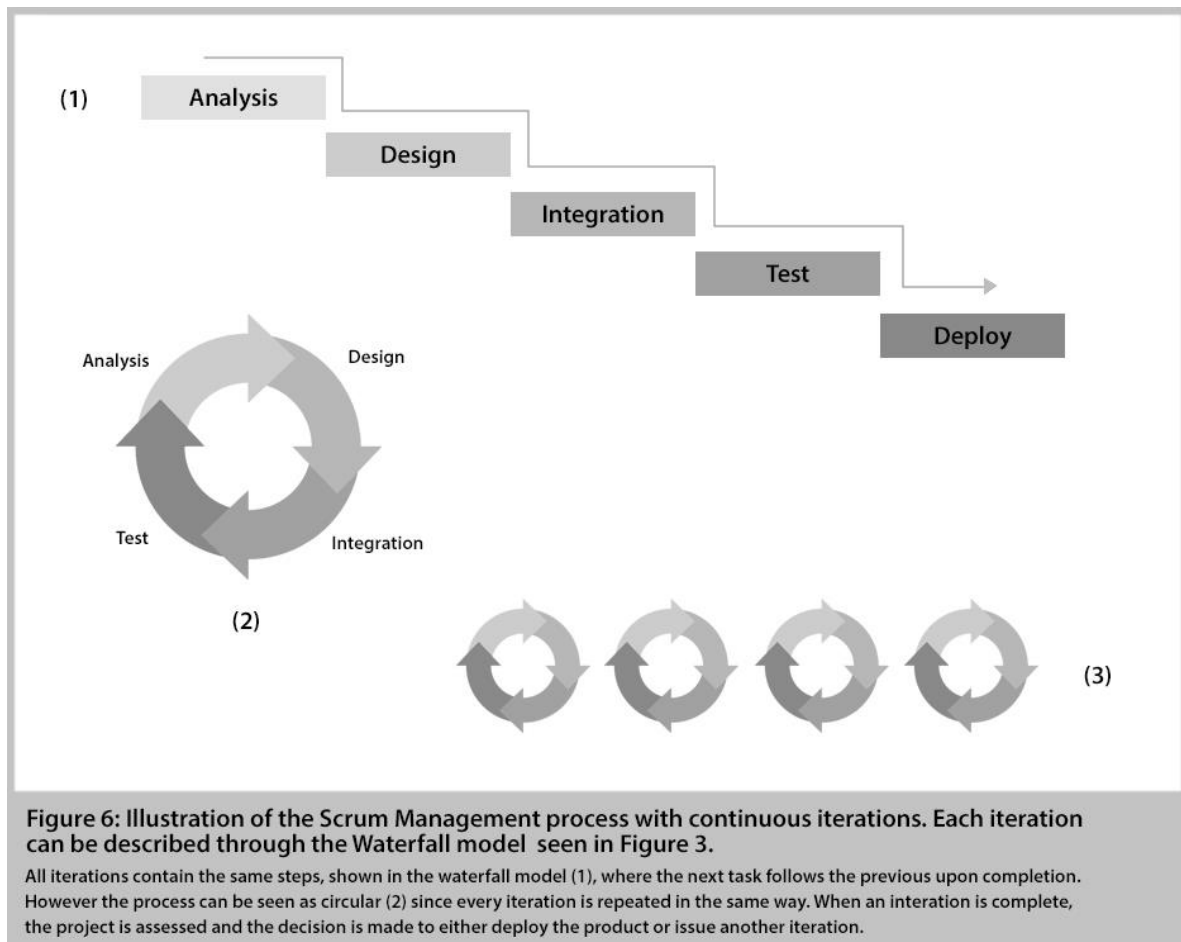 (1)
Analysis
Design
Integration
Test
Deploy
Analysis
Design
Test
Integration
(2)
(3)
Figure 6: Illustration of the Scrum Management process with continuous iterations. Each iteration
can be described through the Waterfall model seen in Figure 3.
All iterations contain the same steps, shown in the waterfall model (1), where the next task follows the previous upon completion.
However the process can be seen as circular (2) since every iteration is repeated in the same way. When an interation is complete,
the project is assessed and the decision is made to either deploy the product or issue another iteration.